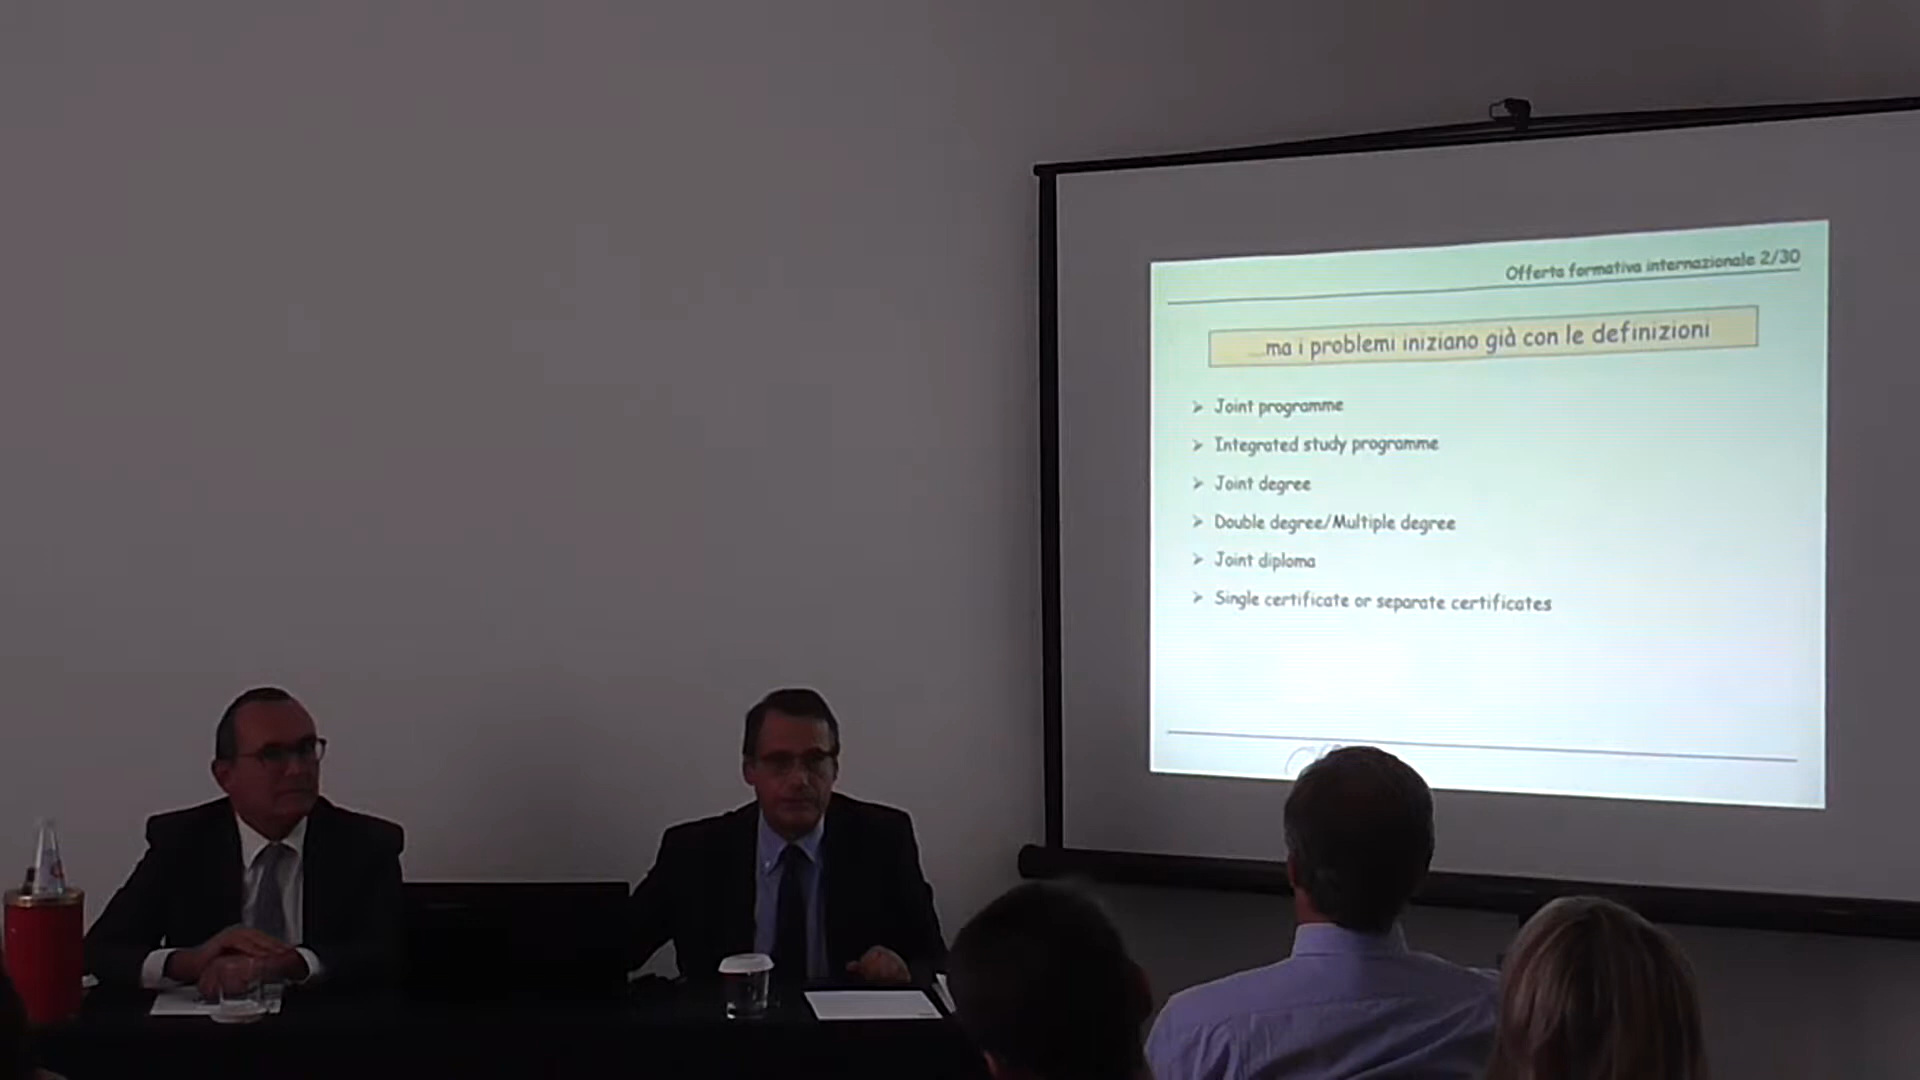 Offerta formativa internazionale 2/30
...ma i problemi iniziano già con le definizioni
➢ Joint programme
➢ Integrated study programme
➢ Joint degree
➢ Double degree/Multiple degree
➢ Joint diploma
➢ Single certificate or separate certificates